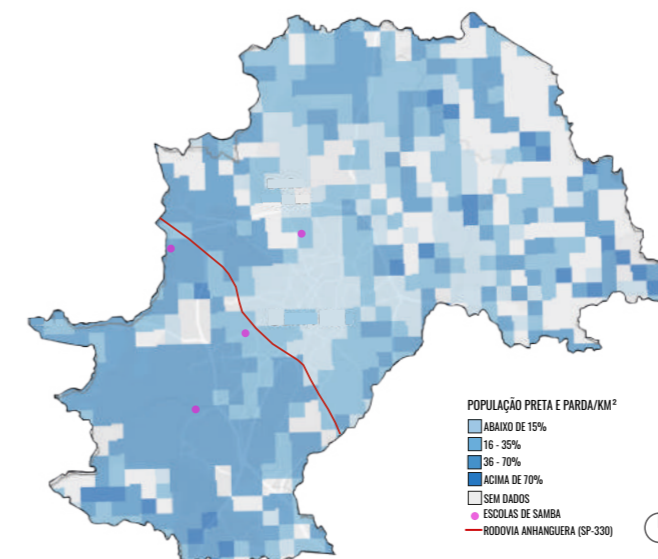 POPULAÇÃO PRETA E PARDA/KM²
ABAIXO DE 15%
16 - 35%
36 - 70%
ACIMA DE 70%
SEM DADOS
ESCOLAS DE SAMBA
RODOVIA ANHANGUERA (SP-330)